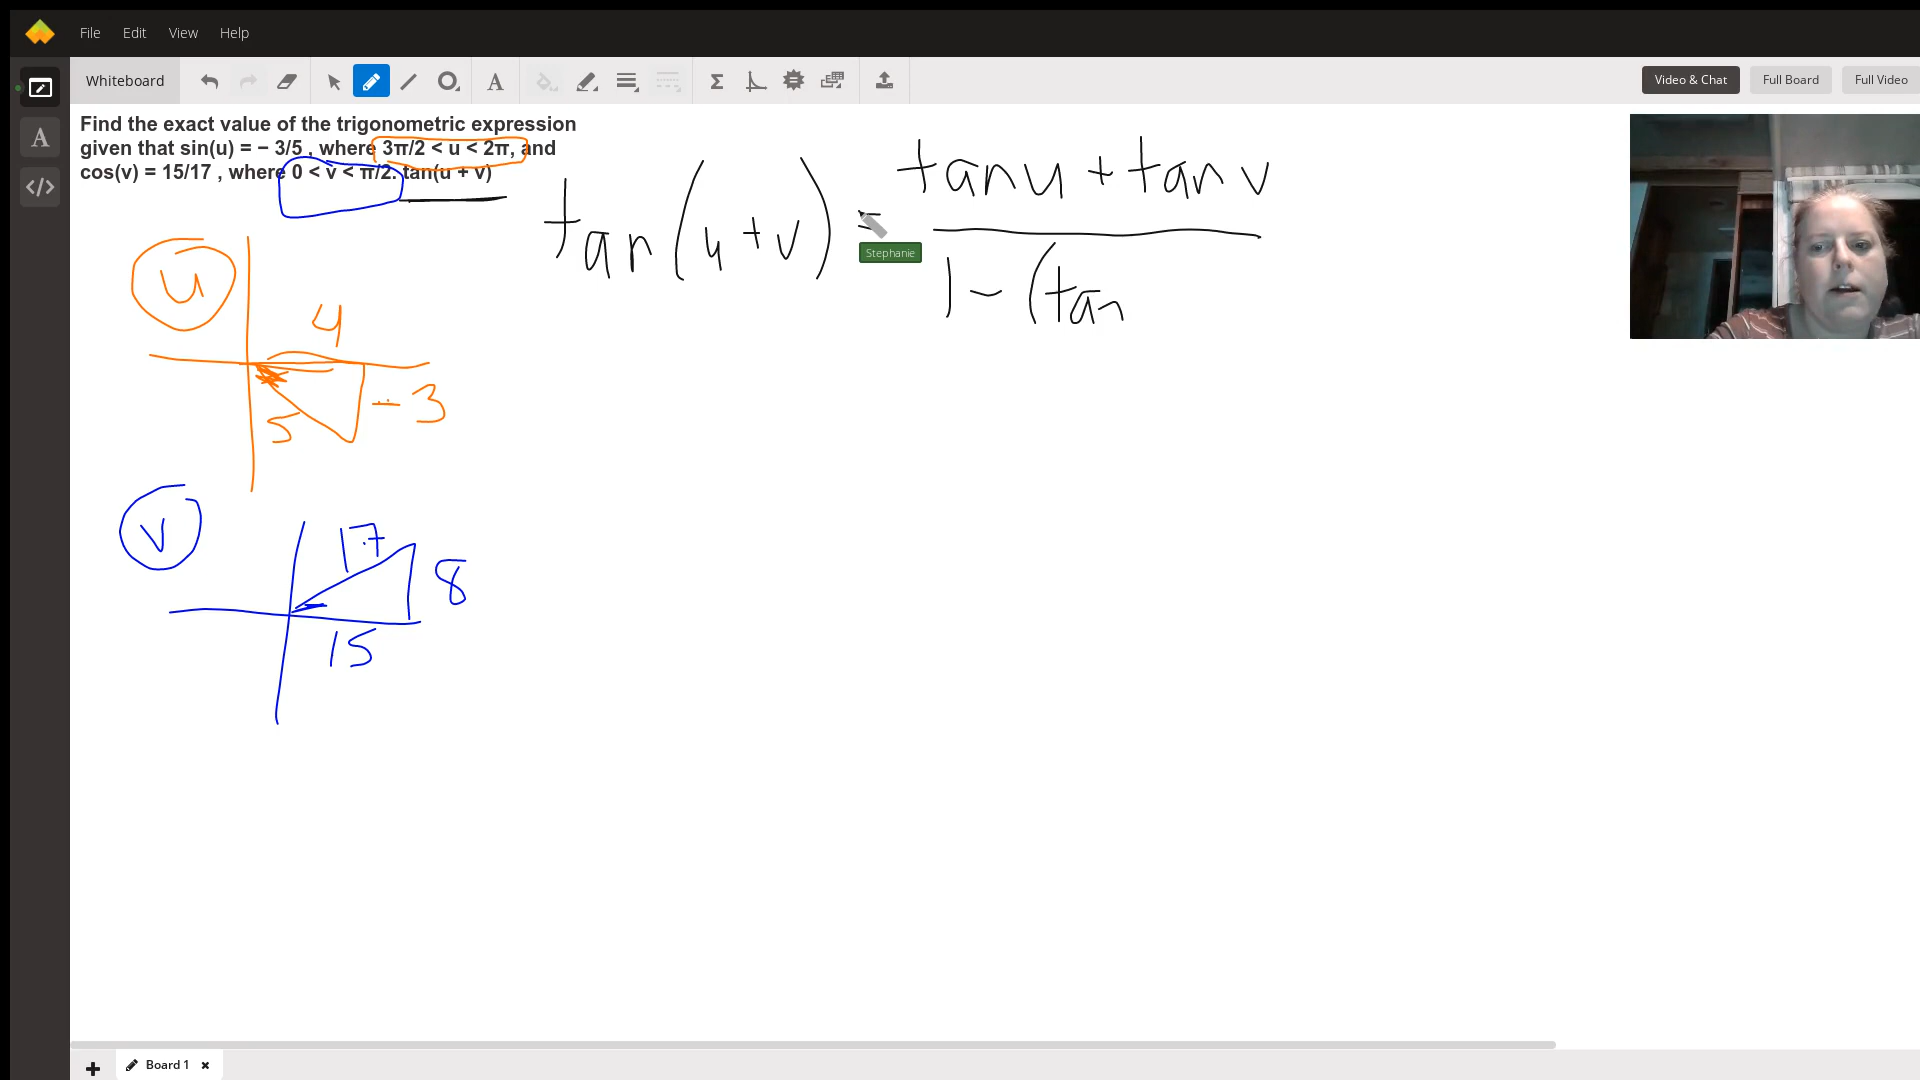 File Edit View Help
Whiteboard A Σ Video & Chat Full Board Full Video
A
</>
Find the exact value of the trigonometric expression
given that sin(u) = − 3/5 , where 3π/2 < u < 2π, and
cos(v) = 15/17 , where 0 < v < π/2. tan(u + v)
tan u + tan v
tan(u+v) =
1 - (tan
Stephanie
u
4
-3
5
v
17
8
15
+ Board 1 ×